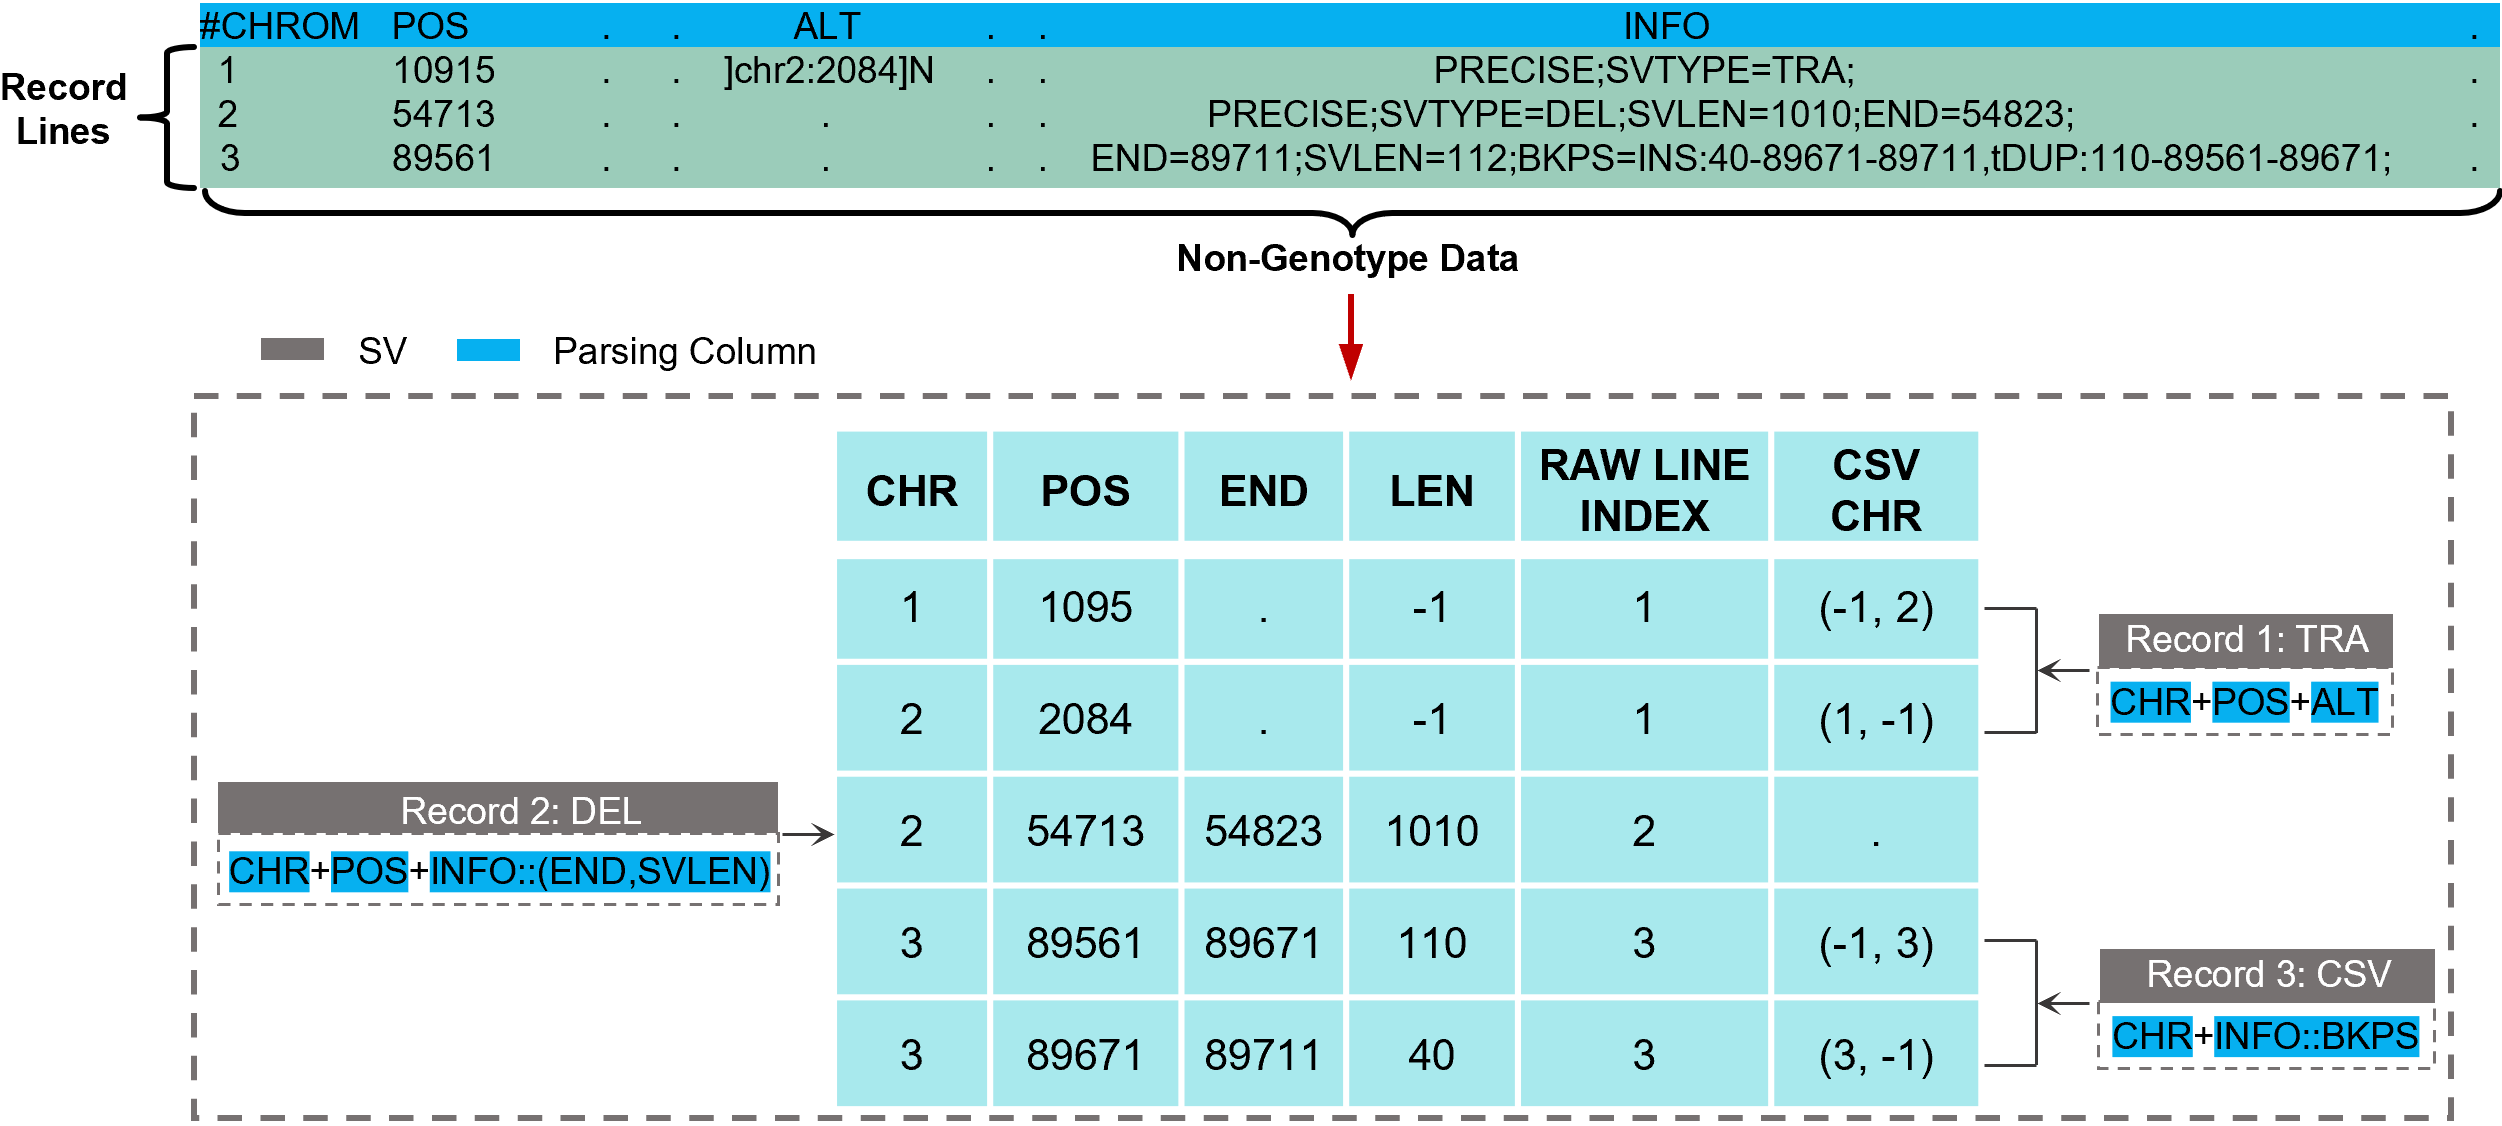 #CHROM POS . . ALT . . INFO .
1 10915 . . ]chr2:2084]N . . PRECISE;SVTYPE=TRA; .
2 54713 . . . . . PRECISE;SVTYPE=DEL;SVLEN=1010;END=54823; .
3 89561 . . . . . END=89711;SVLEN=112;BKPS=INS:40-89671-89711,tDUP:110-89561-89671; .
Record
Lines
Non-Genotype Data
SV Parsing Column
CHR POS END LEN RAW LINE INDEX CSV CHR
1 1095 . -1 1 (-1, 2)
2 2084 . -1 1 (1, -1)
2 54713 54823 1010 2 .
3 89561 89671 110 3 (-1, 3)
3 89671 89711 40 3 (3, -1)
Record 1: TRA
CHR+POS+ALT
Record 2: DEL
CHR+POS+INFO::(END,SVLEN)
Record 3: CSV
CHR+INFO::BKPS